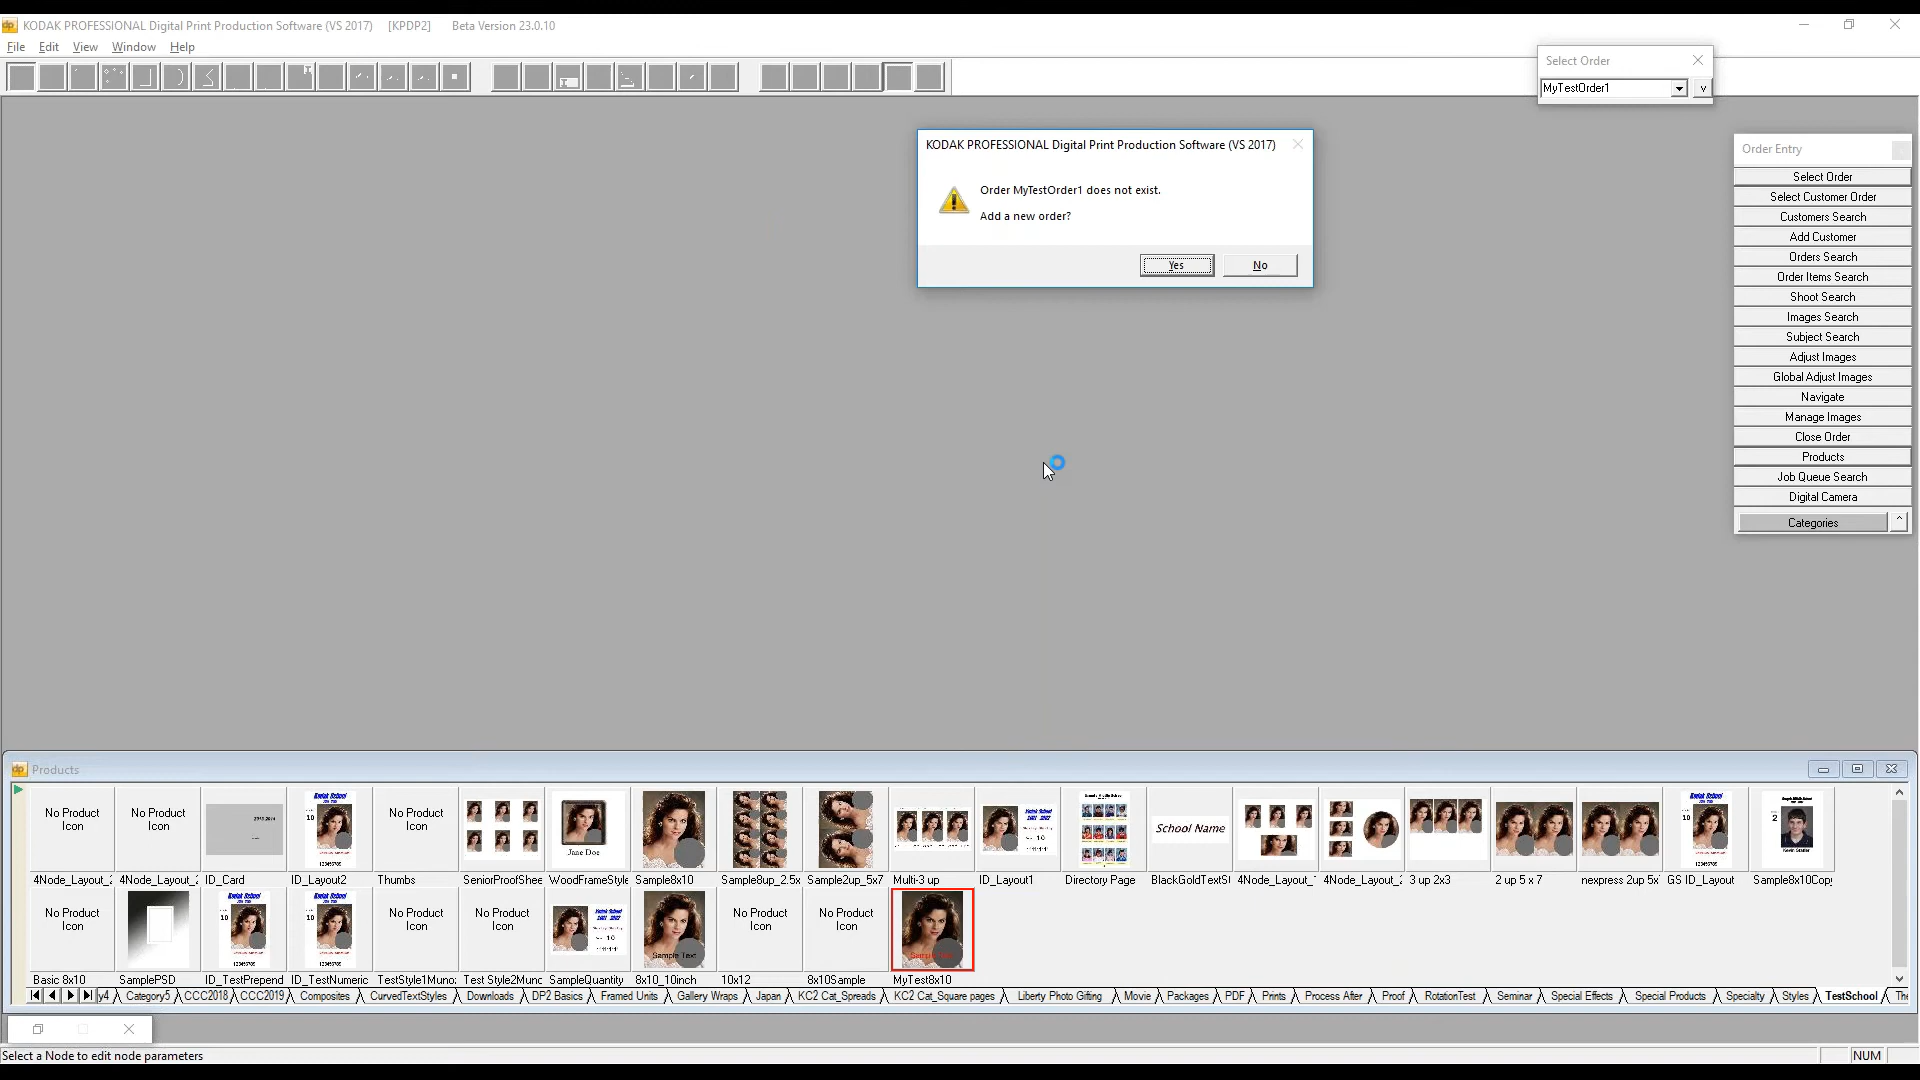 KODAK PROFESSIONAL Digital Print Production Software (VS 2017) [KPDP2] Beta Version 23.0.10
File Edit View Window Help
Select Order
MyTestOrder1
v
KODAK PROFESSIONAL Digital Print Production Software (VS 2017)
Order MyTestOrder1 does not exist.
Add a new order?
Yes No
Order Entry
Select Order
Select Customer Order
Customers Search
Add Customer
Orders Search
Order Items Search
Shoot Search
Images Search
Subject Search
Adjust Images
Global Adjust Images
Navigate
Manage Images
Close Order
Products
Job Queue Search
Digital Camera
Categories
dp Products
No Product Icon No Product Icon No Product Icon Jane Doe School Name
4Node_Layout_2 4Node_Layout_2 ID_Card ID_Layout2 Thumbs SeniorProofShee WoodFrameStyle Sample8x10 Sample8up_2.5x Sample2up_5x7 Multi-3 up ID_Layout1 Directory Page BlackGoldTextSt 4Node_Layout_ 4Node_Layout_2 3 up 2x3 2 up 5 x 7 nexpress 2up 5x GS ID_Layout Sample8x10Copy
No Product Icon No Product Icon No Product Icon Sample Text No Product Icon No Product Icon
Basic 8x10 SamplePSD ID_TestPrepend ID_TestNumeric TestStyle1Muno Test Style2Munc SampleQuantity 8x10_10inch 10x12 8x10Sample MyTest8x10
y4 Category5 CCC2018 CCC2019 Composites CurvedTextStyles Downloads DP2 Basics Framed Units Gallery Wraps Japan KC2 Cat_Spreads KC2 Cat_Square pages Liberty Photo Gifting Movie Packages PDF Prints Process After Proof RotationTest Seminar Special Effects Special Products Specialty Styles TestSchool
Select a Node to edit node parameters NUM